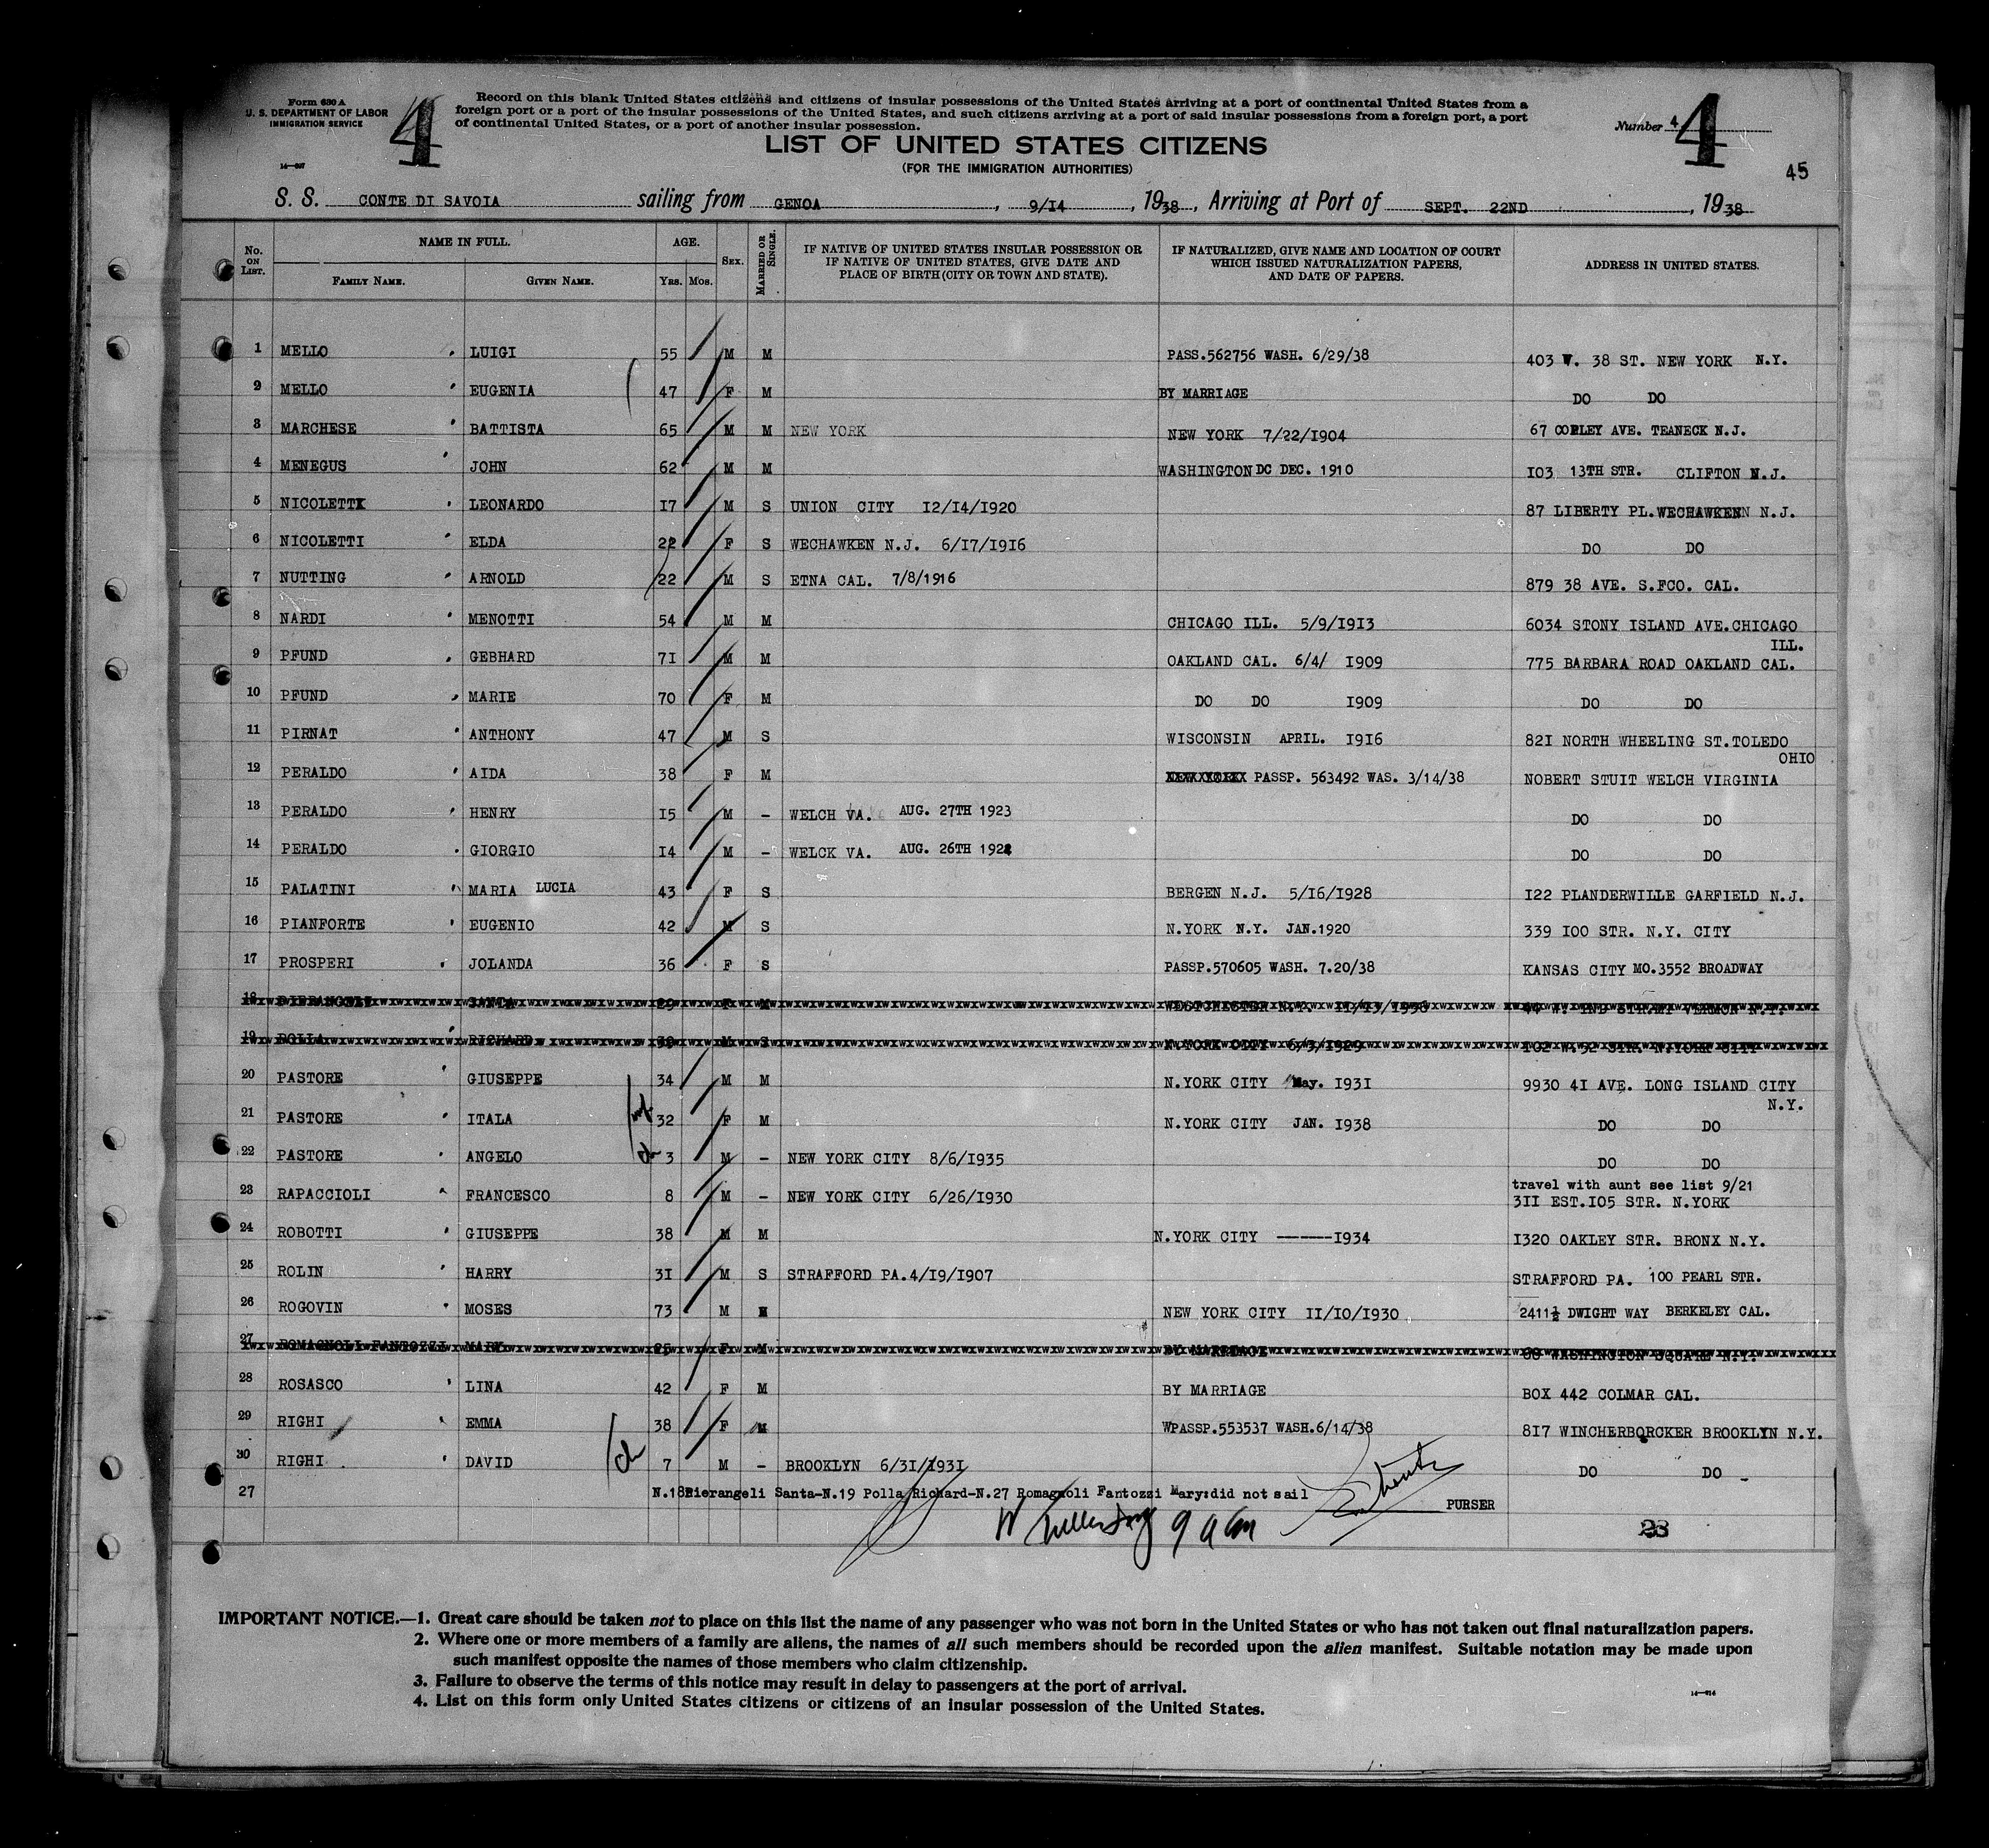 Form 630 A
U. S. DEPARTMENT OF LABOR
IMMIGRATION SERVICE
14—207
4
Record on this blank United States citizens and citizens of insular possessions of the United States arriving at a port of continental United States from a
foreign port or a port of the insular possessions of the United States, and such citizens arriving at a port of said insular possessions from a foreign port, a port
of continental United States, or a port of another insular possession.
Number 4
4
LIST OF UNITED STATES CITIZENS
(FOR THE IMMIGRATION AUTHORITIES)
45
S. S. CONTE DI SAVOIA sailing from GENOA, 9/14, 1938, Arriving at Port of SEPT. 22ND, 1938
No. ON LIST. NAME IN FULL. FAMILY NAME. GIVEN NAME. AGE. YRS. MOS. SEX. MARRIED OR SINGLE. IF NATIVE OF UNITED STATES INSULAR POSSESSION OR IF NATIVE OF UNITED STATES, GIVE DATE AND PLACE OF BIRTH (CITY OR TOWN AND STATE). IF NATURALIZED, GIVE NAME AND LOCATION OF COURT WHICH ISSUED NATURALIZATION PAPERS, AND DATE OF PAPERS. ADDRESS IN UNITED STATES.
1 MELLO LUIGI 55 M M PASS.562756 WASH. 6/29/38 403 W. 38 ST. NEW YORK N.Y.
2 MELLO EUGENIA 47 F M BY MARRIAGE DO DO
3 MARCHESE BATTISTA 65 M M NEW YORK NEW YORK 7/22/1904 67 CORLEY AVE. TEANECK N.J.
4 MENEGUS JOHN 62 M M WASHINGTON DC DEC. 1910 103 13TH STR. CLIFTON N.J.
5 NICOLETTI LEONARDO 17 M S UNION CITY 12/14/1920 87 LIBERTY PL.WECHAWKENN N.J.
6 NICOLETTI ELDA 22 F S WECHAWKEN N.J. 6/17/1916 DO DO
7 NUTTING ARNOLD 22 M S ETNA CAL. 7/8/1916 879 38 AVE. S.FCO. CAL.
8 NARDI MENOTTI 54 M M CHICAGO ILL. 5/9/1913 6034 STONY ISLAND AVE.CHICAGO
ILL.
9 PFUND GEBHARD 71 M M OAKLAND CAL. 6/4/ 1909 775 BARBARA ROAD OAKLAND CAL.
10 PFUND MARIE 70 F M DO DO 1909 DO DO
11 PIRNAT ANTHONY 47 M S WISCONSIN APRIL. 1916 821 NORTH WHEELING ST.TOLEDO
OHIO
12 PERALDO AIDA 38 F M PASSP. 563492 WAS. 3/14/38 NOBERT STUIT WELCH VIRGINIA
13 PERALDO HENRY 15 M - WELCH VA. AUG. 27TH 1923 DO DO
14 PERALDO GIORGIO 14 M - WELCK VA. AUG. 26TH 1924 DO DO
15 PALATINI MARIA LUCIA 43 F S BERGEN N.J. 5/16/1928 122 PLANDERWILLE GARFIELD N.J.
16 PIANFORTE EUGENIO 42 M S N.YORK N.Y. JAN.1920 339 100 STR. N.Y. CITY
17 PROSPERI JOLANDA 36 F S PASSP.570605 WASH. 7.20/38 KANSAS CITY MO.3552 BROADWAY
18 PIERANGELI SANTA 29 F M
19 POLLA RICHARD M S N.YORK CITY 6/3/1929 102 W.52 STR. N.YORK CITY
20 PASTORE GIUSEPPE 34 M M N.YORK CITY May. 1931 9930 41 AVE. LONG ISLAND CITY
N.Y.
21 PASTORE ITALA 32 F M N.YORK CITY JAN. 1938 DO DO
22 PASTORE ANGELO 3 M - NEW YORK CITY 8/6/1935 DO DO
travel with aunt see list 9/21
23 RAPACCIOLI FRANCESCO 8 M - NEW YORK CITY 6/26/1930 311 EST.105 STR. N.YORK
24 ROBOTTI GIUSEPPE 38 M M N.YORK CITY ------1934 1320 OAKLEY STR. BRONX N.Y.
25 ROLIN HARRY 31 M S STRAFFORD PA.4/19/1907 STRAFFORD PA. 100 PEARL STR.
26 ROGOVIN MOSES 73 M NEW YORK CITY 11/10/1930 2411½ DWIGHT WAY BERKELEY CAL.
27 ROMAGNOLI FANTOZZI MARY 25 F M BY MARRIAGE 68 WASHINGTON SQUARE N.Y.
28 ROSASCO LINA 42 F M BY MARRIAGE BOX 442 COLMAR CAL.
29 RIGHI EMMA 38 F M WPASSP.553537 WASH.6/14/38 817 WINCHERBORCKER BROOKLYN N.Y.
30 RIGHI DAVID 7 M - BROOKLYN 6/31/1931 DO DO
27 N.18Pierangeli Santa-N.19 Polla Richard-N.27 Romagnoli Fantozzi Mary:did not sail
PURSER
23
IMPORTANT NOTICE.—1. Great care should be taken not to place on this list the name of any passenger who was not born in the United States or who has not taken out final naturalization papers.
2. Where one or more members of a family are aliens, the names of all such members should be recorded upon the alien manifest. Suitable notation may be made upon
such manifest opposite the names of those members who claim citizenship.
3. Failure to observe the terms of this notice may result in delay to passengers at the port of arrival.
4. List on this form only United States citizens or citizens of an insular possession of the United States.